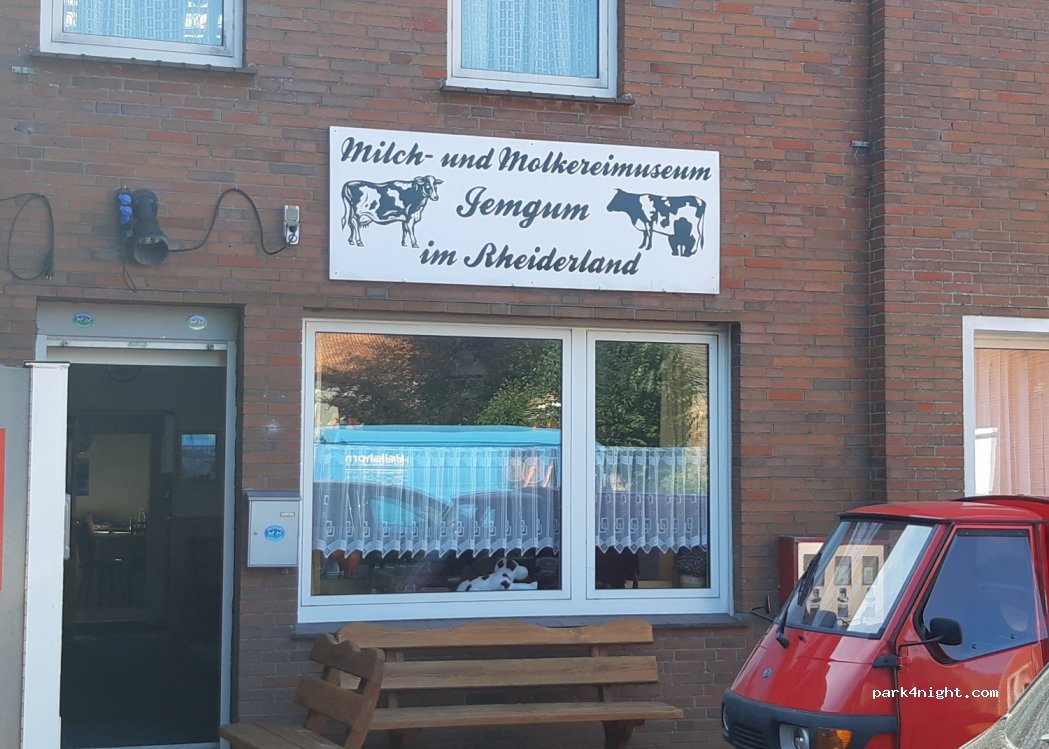 Milch- und Molkereimuseum
Jemgum
im Rheiderland
park4night.com